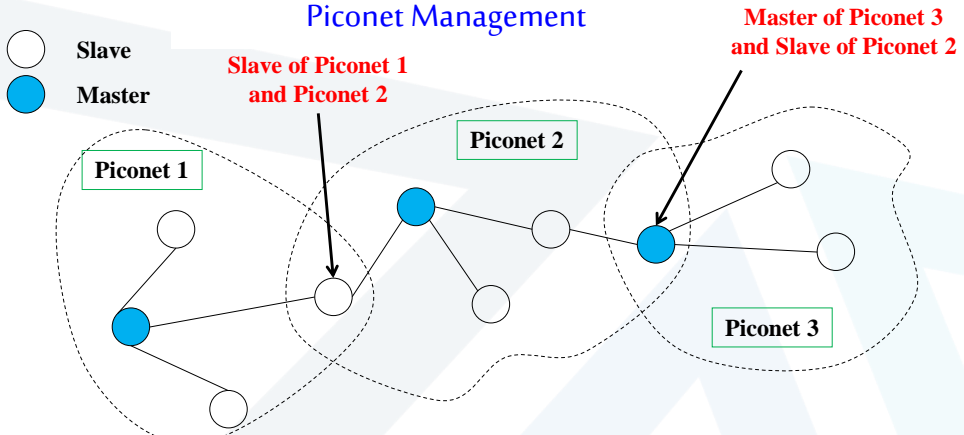 Piconet Management
Slave
Master
Slave of Piconet 1
and Piconet 2
Master of Piconet 3
and Slave of Piconet 2
Piconet 1
Piconet 2
Piconet 3